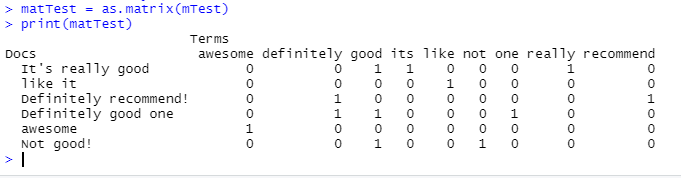 > matTest = as.matrix(mTest)
> print(matTest)
Terms
Docs awesome definitely good its like not one really recommend
It's really good 0 0 1 1 0 0 0 1 0
like it 0 0 0 0 1 0 0 0 0
Definitely recommend! 0 1 0 0 0 0 0 0 1
Definitely good one 0 1 1 0 0 0 1 0 0
awesome 1 0 0 0 0 0 0 0 0
Not good! 0 0 1 0 0 1 0 0 0
>